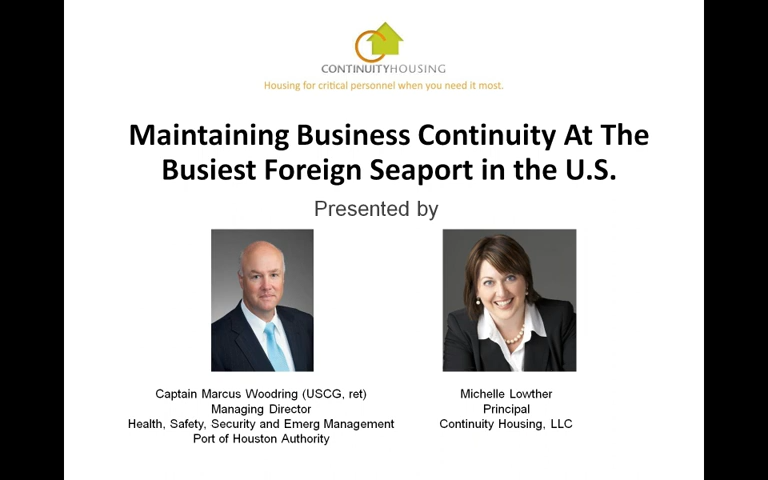 CONTINUITYHOUSING
Housing for critical personnel when you need it most.
Maintaining Business Continuity At The
Busiest Foreign Seaport in the U.S.
Presented by
Captain Marcus Woodring (USCG, ret)
Managing Director
Health, Safety, Security and Emerg Management
Port of Houston Authority
Michelle Lowther
Principal
Continuity Housing, LLC